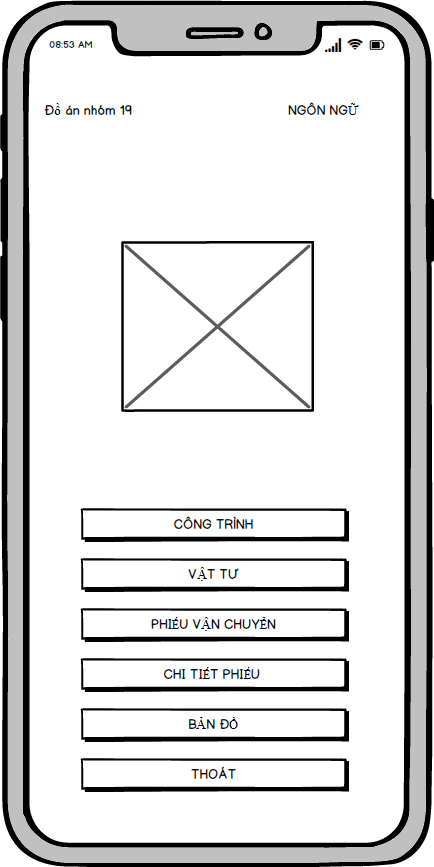 08:53 AM
Đồ án nhóm 19
NGÔN NGỮ
CÔNG TRÌNH
VẬT TƯ
PHIẾU VẬN CHUYỂN
CHI TIẾT PHIẾU
BẢN ĐỒ
THOÁT